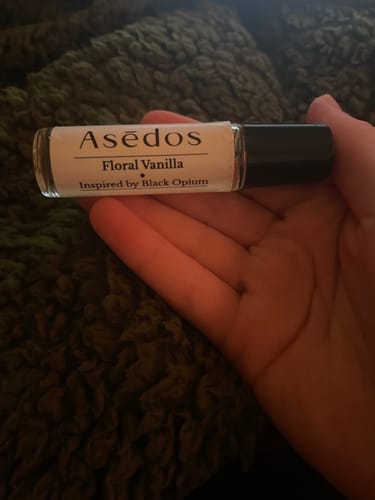 Asēdos
Floral Vanilla
•
Inspired by Black Opium